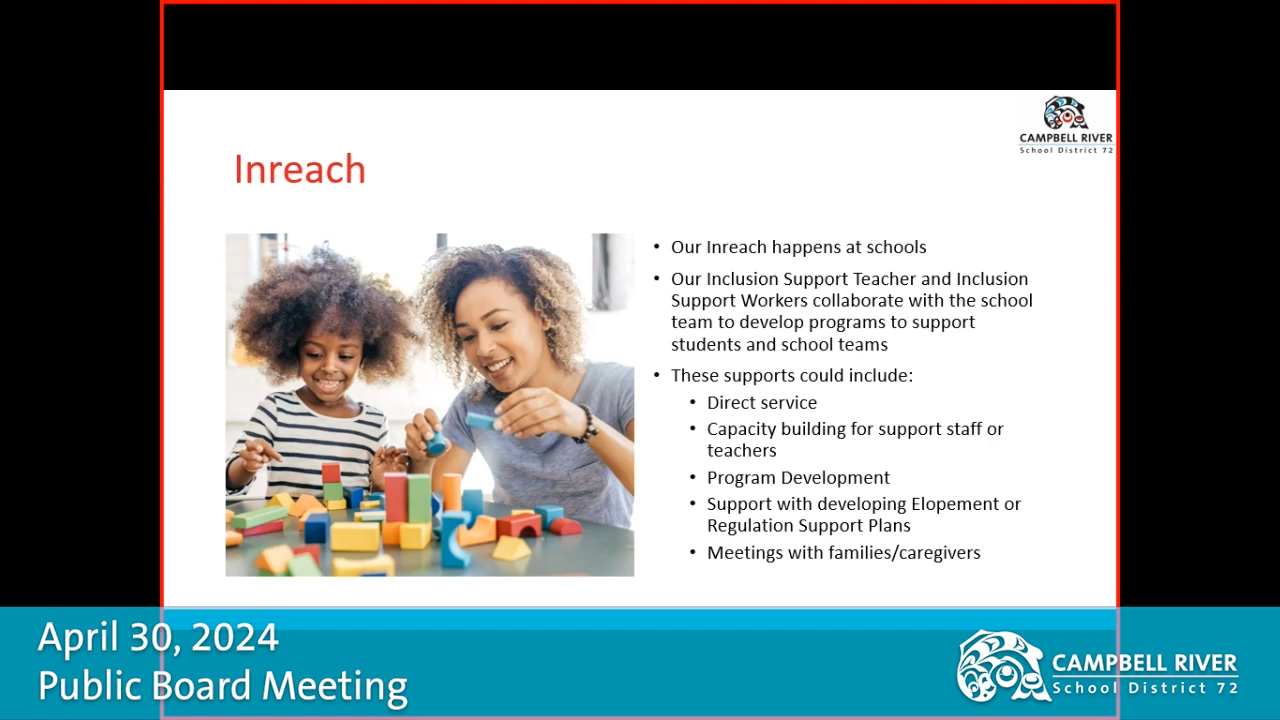 CAMPBELL RIVER
School District 72
Inreach
• Our Inreach happens at schools
• Our Inclusion Support Teacher and Inclusion
Support Workers collaborate with the school
team to develop programs to support
students and school teams
• These supports could include:
• Direct service
• Capacity building for support staff or
teachers
• Program Development
• Support with developing Elopement or
Regulation Support Plans
• Meetings with families/caregivers
April 30, 2024
Public Board Meeting
CAMPBELL RIVER
School District 72